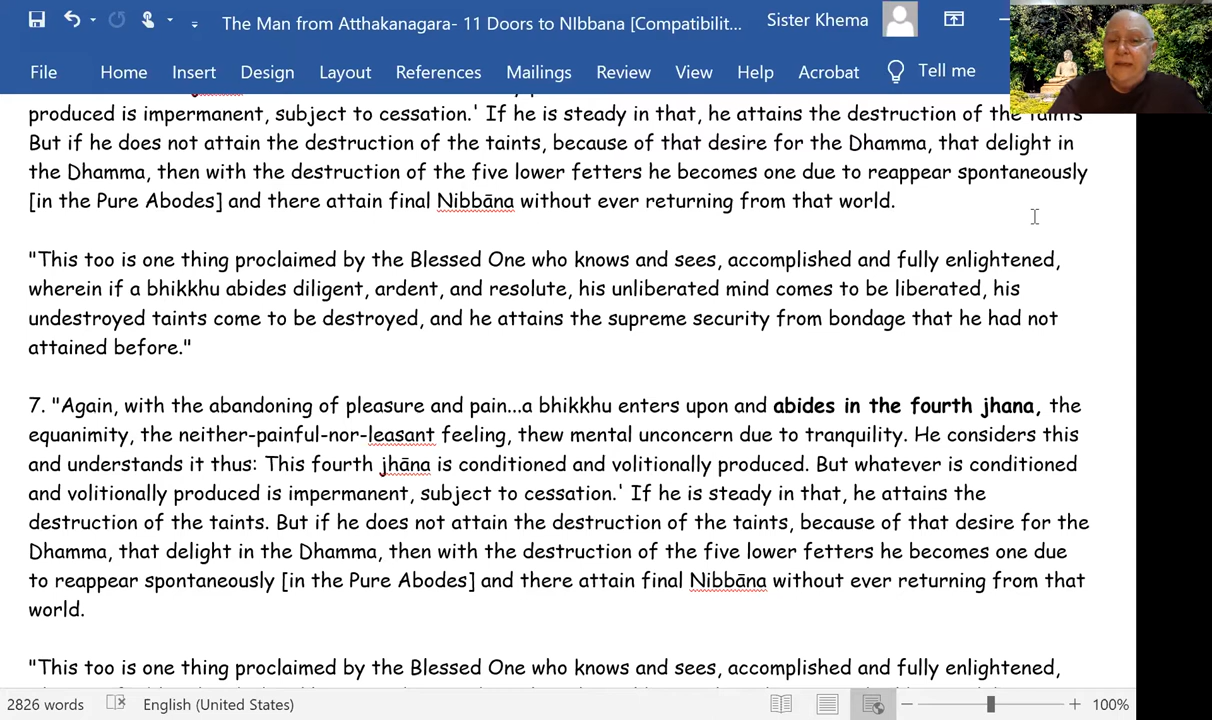 The Man from Atthakanagara- 11 Doors to NIbbana [Compatibilit...
Sister Khema
File Home Insert Design Layout References Mailings Review View Help Acrobat Tell me
produced is impermanent, subject to cessation.' If he is steady in that, he attains the destruction of the taints
But if he does not attain the destruction of the taints, because of that desire for the Dhamma, that delight in
the Dhamma, then with the destruction of the five lower fetters he becomes one due to reappear spontaneously
[in the Pure Abodes] and there attain final Nibbāna without ever returning from that world.
"This too is one thing proclaimed by the Blessed One who knows and sees, accomplished and fully enlightened,
wherein if a bhikkhu abides diligent, ardent, and resolute, his unliberated mind comes to be liberated, his
undestroyed taints come to be destroyed, and he attains the supreme security from bondage that he had not
attained before."
7. "Again, with the abandoning of pleasure and pain...a bhikkhu enters upon and abides in the fourth jhana, the
equanimity, the neither-painful-nor-leasant feeling, thew mental unconcern due to tranquility. He considers this
and understands it thus: This fourth jhāna is conditioned and volitionally produced. But whatever is conditioned
and volitionally produced is impermanent, subject to cessation.' If he is steady in that, he attains the
destruction of the taints. But if he does not attain the destruction of the taints, because of that desire for the
Dhamma, that delight in the Dhamma, then with the destruction of the five lower fetters he becomes one due
to reappear spontaneously [in the Pure Abodes] and there attain final Nibbāna without ever returning from that
world.
"This too is one thing proclaimed by the Blessed One who knows and sees, accomplished and fully enlightened,
2826 words English (United States) 100%